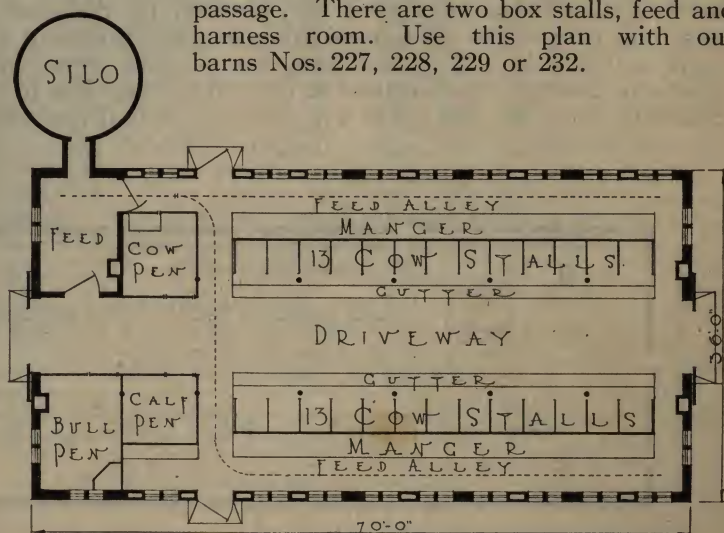 passage. There are two box stalls, feed and
harness room. Use this plan with ou
barns Nos. 227, 228, 229 or 232.
SILO
FEED ALLEY
MANGER
FEED
COW
PEN
13 COW STALLS
GUTTER
DRIVEWAY
36'-0"
GUTTER
CALF
PEN
BULL
PEN
13 COW STALLS
MANGER
FEED ALLEY
70'-0"